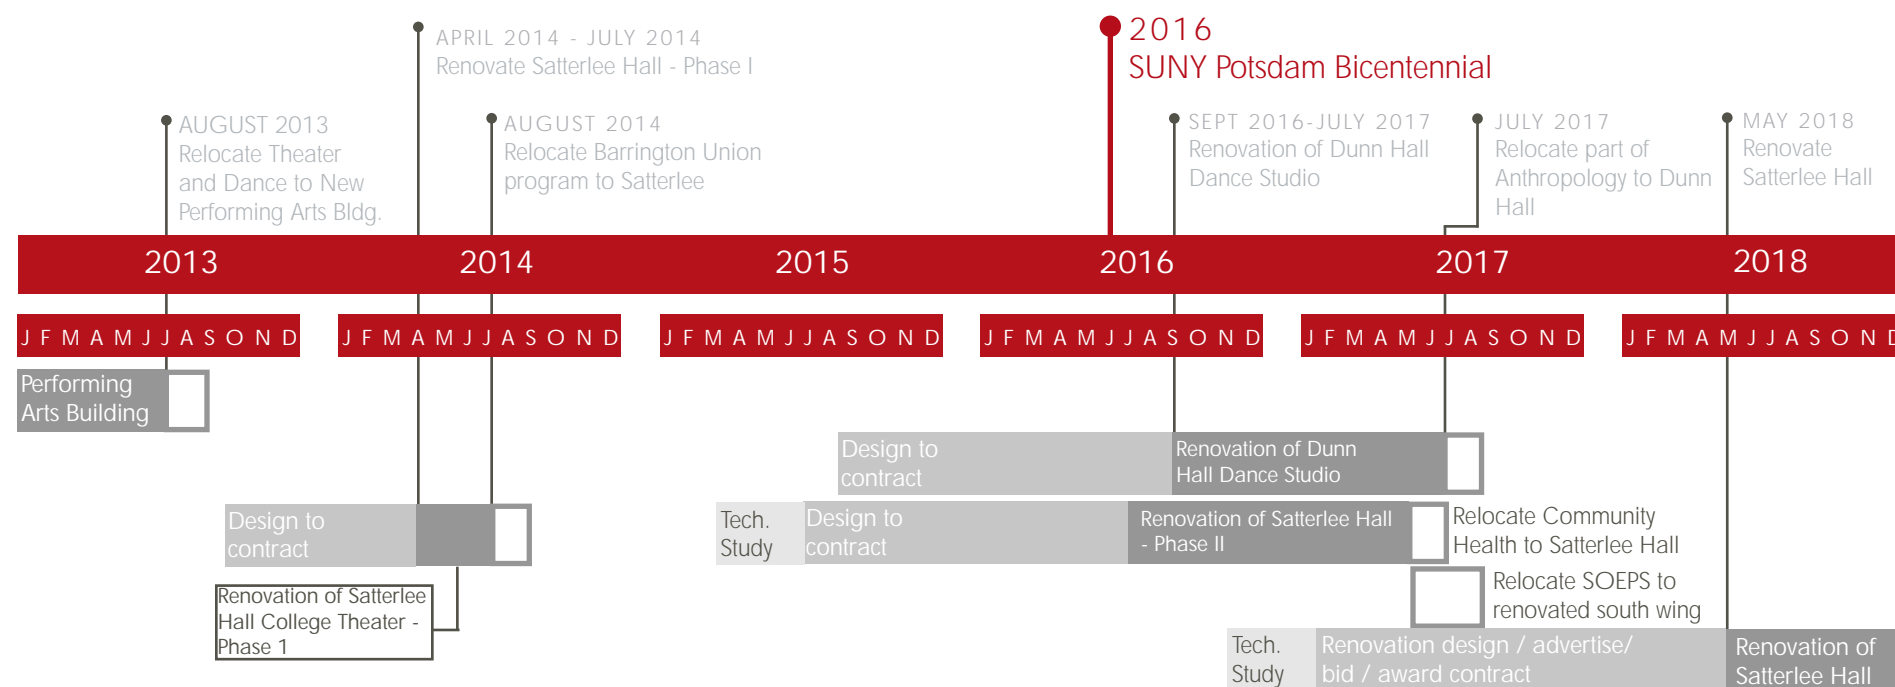 2016
SUNY Potsdam Bicentennial
APRIL 2014 - JULY 2014
Renovate Satterlee Hall - Phase I
AUGUST 2013
Relocate Theater
and Dance to New
Performing Arts Bldg.
AUGUST 2014
Relocate Barrington Union
program to Satterlee
SEPT 2016-JULY 2017
Renovation of Dunn Hall
Dance Studio
JULY 2017
Relocate part of
Anthropology to Dunn
Hall
MAY 2018
Renovate
Satterlee Hall
2013 2014 2015 2016 2017 2018
J F M A M J J A S O N D J F M A M J J A S O N D J F M A M J J A S O N D J F M A M J J A S O N D J F M A M J J A S O N D J F M A M J J A S O N D
Performing
Arts Building
Design to
contract
Renovation of Dunn
Hall Dance Studio
Design to
contract
Renovation of Satterlee
Hall College Theater -
Phase 1
Tech.
Study
Design to
contract
Renovation of Satterlee Hall
- Phase II
Relocate Community
Health to Satterlee Hall
Relocate SOEPS to
renovated south wing
Tech.
Study
Renovation design / advertise/
bid / award contract
Renovation of
Satterlee Hall